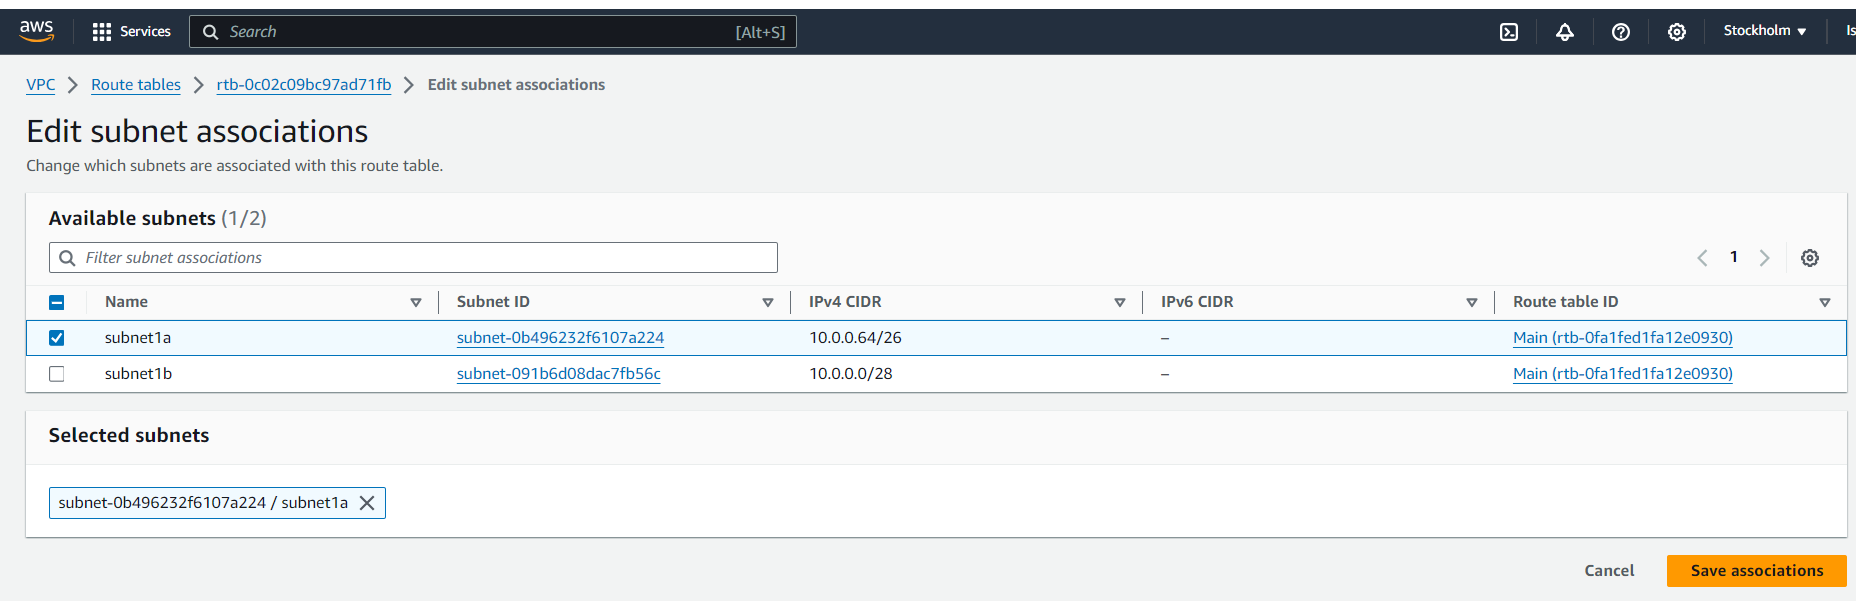 aws Services Search [Alt+S] Stockholm Is
VPC Route tables rtb-0c02c09bc97ad71fb Edit subnet associations
Edit subnet associations
Change which subnets are associated with this route table.
Available subnets (1/2)
Filter subnet associations 1
Name Subnet ID IPv4 CIDR IPv6 CIDR Route table ID
subnet1a subnet-0b496232f6107a224 10.0.0.64/26 – Main (rtb-0fa1fed1fa12e0930)
subnet1b subnet-091b6d08dac7fb56c 10.0.0.0/28 – Main (rtb-0fa1fed1fa12e0930)
Selected subnets
subnet-0b496232f6107a224 / subnet1a
Cancel Save associations